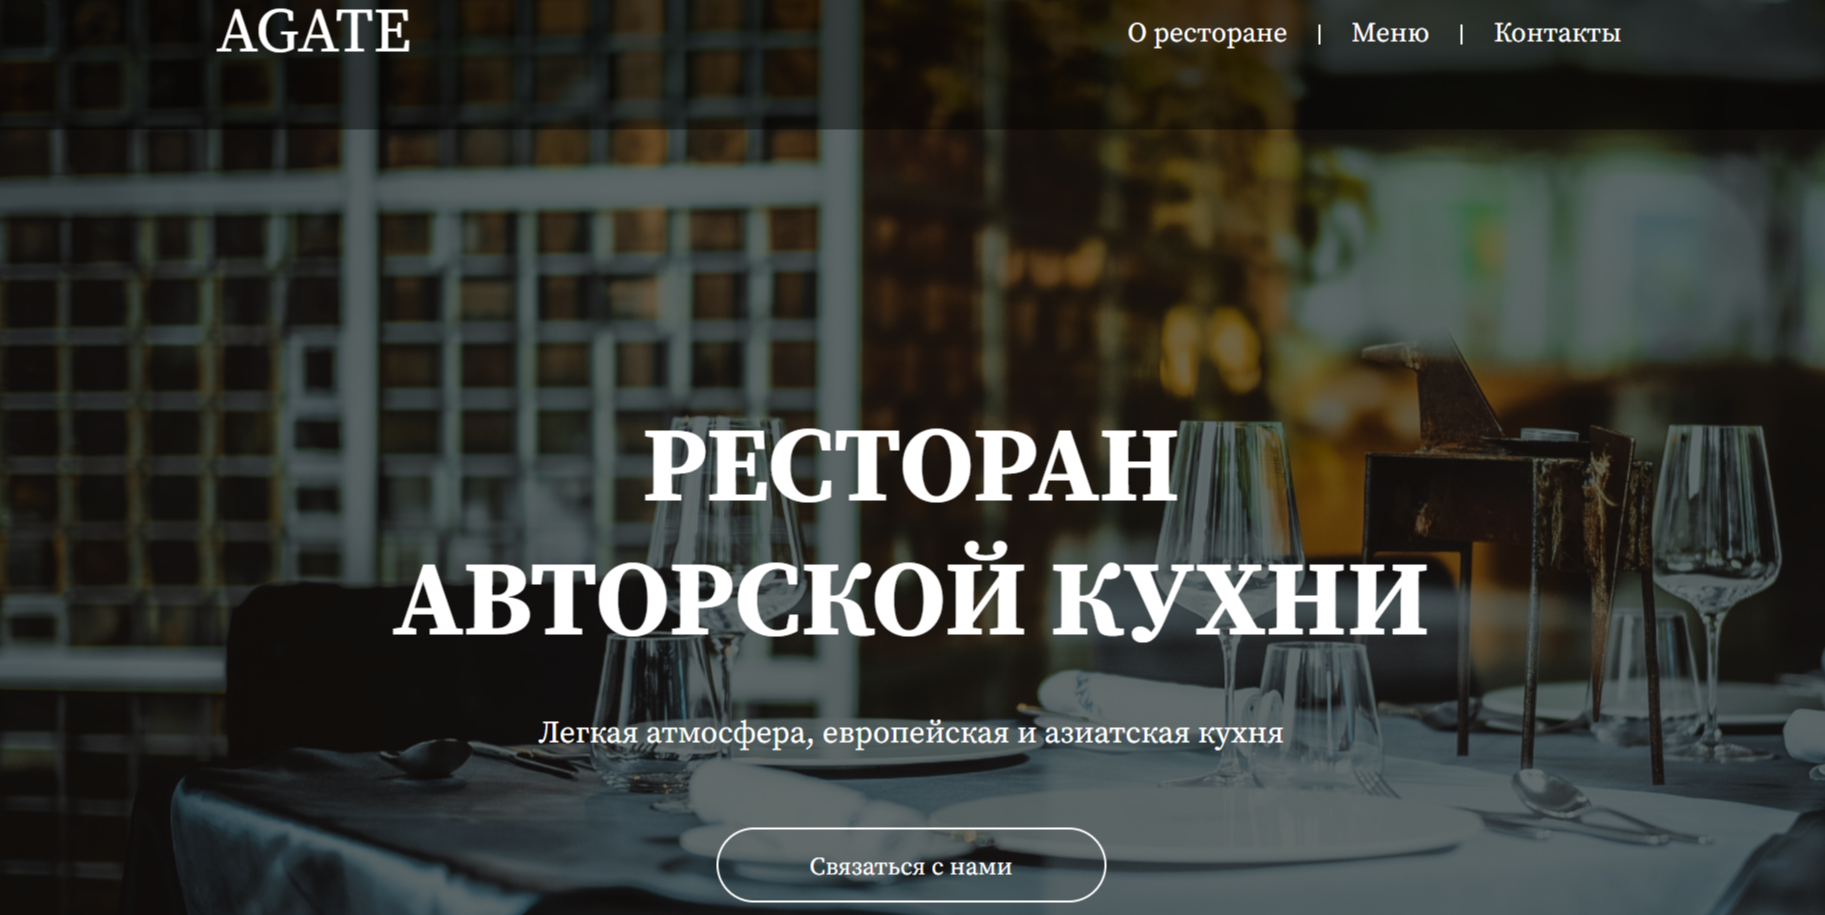 AGATE
О ресторане | Меню | Контакты
РЕСТОРАН
АВТОРСКОЙ КУХНИ
Легкая атмосфера, европейская и азиатская кухня
Связаться с нами